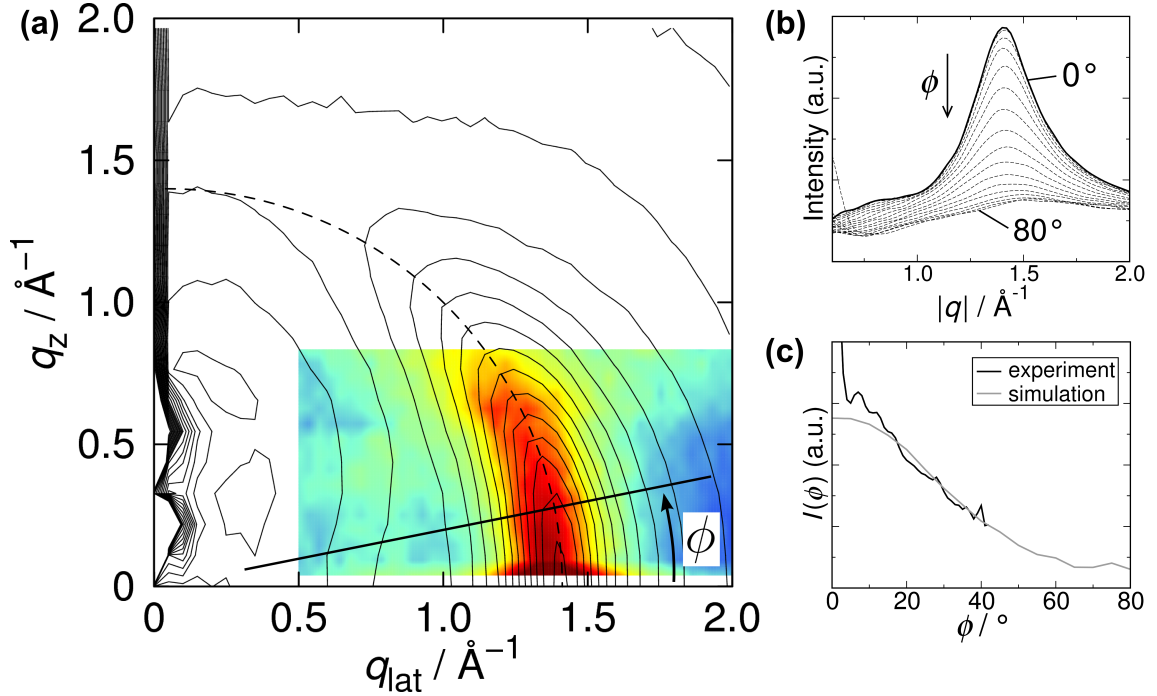 (a)
2.0
1.5
1.0
0.5
0
q_z / Å⁻¹
0 0.5 1.0 1.5 2.0
q_lat / Å⁻¹
ϕ
(b)
Intensity (a.u.)
ϕ
0°
80°
1.0 1.5 2.0
|q| / Å⁻¹
(c)
I(ϕ) (a.u.)
experiment
simulation
0 20 40 60 80
ϕ / °